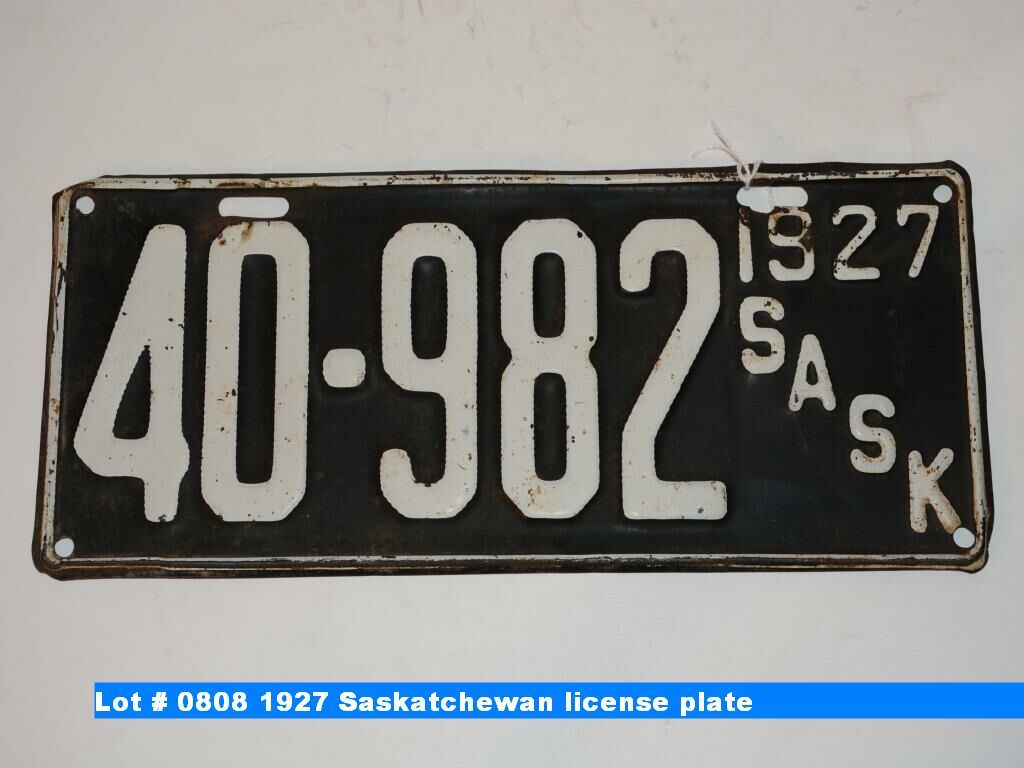 40-982
1927
SASK
Lot # 0808 1927 Saskatchewan license plate